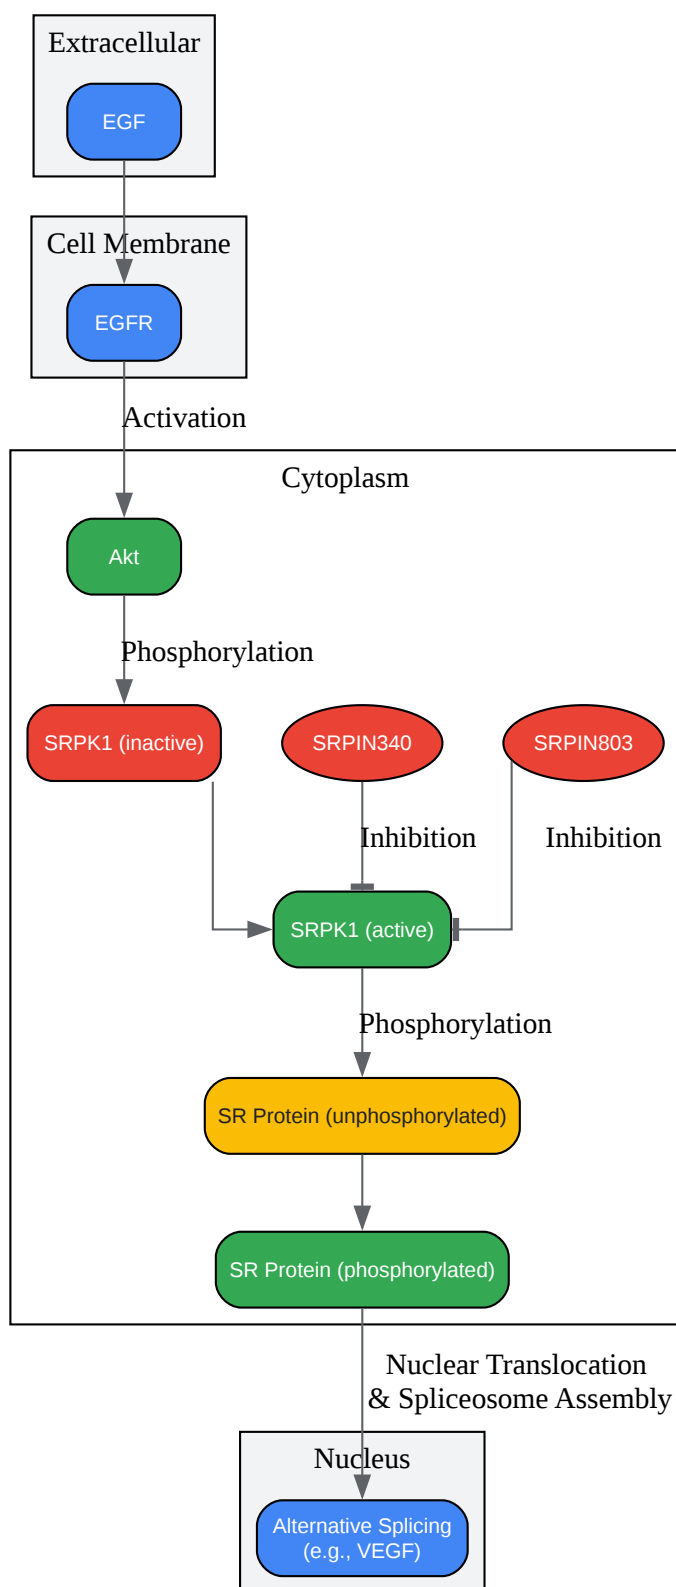 Extracellular
EGF
Cell Membrane
EGFR
Activation
Cytoplasm
Akt
Phosphorylation
SRPK1 (inactive)
SRPIN340
SRPIN803
Inhibition
Inhibition
SRPK1 (active)
Phosphorylation
SR Protein (unphosphorylated)
SR Protein (phosphorylated)
Nuclear Translocation
& Spliceosome Assembly
Nucleus
Alternative Splicing
(e.g., VEGF)